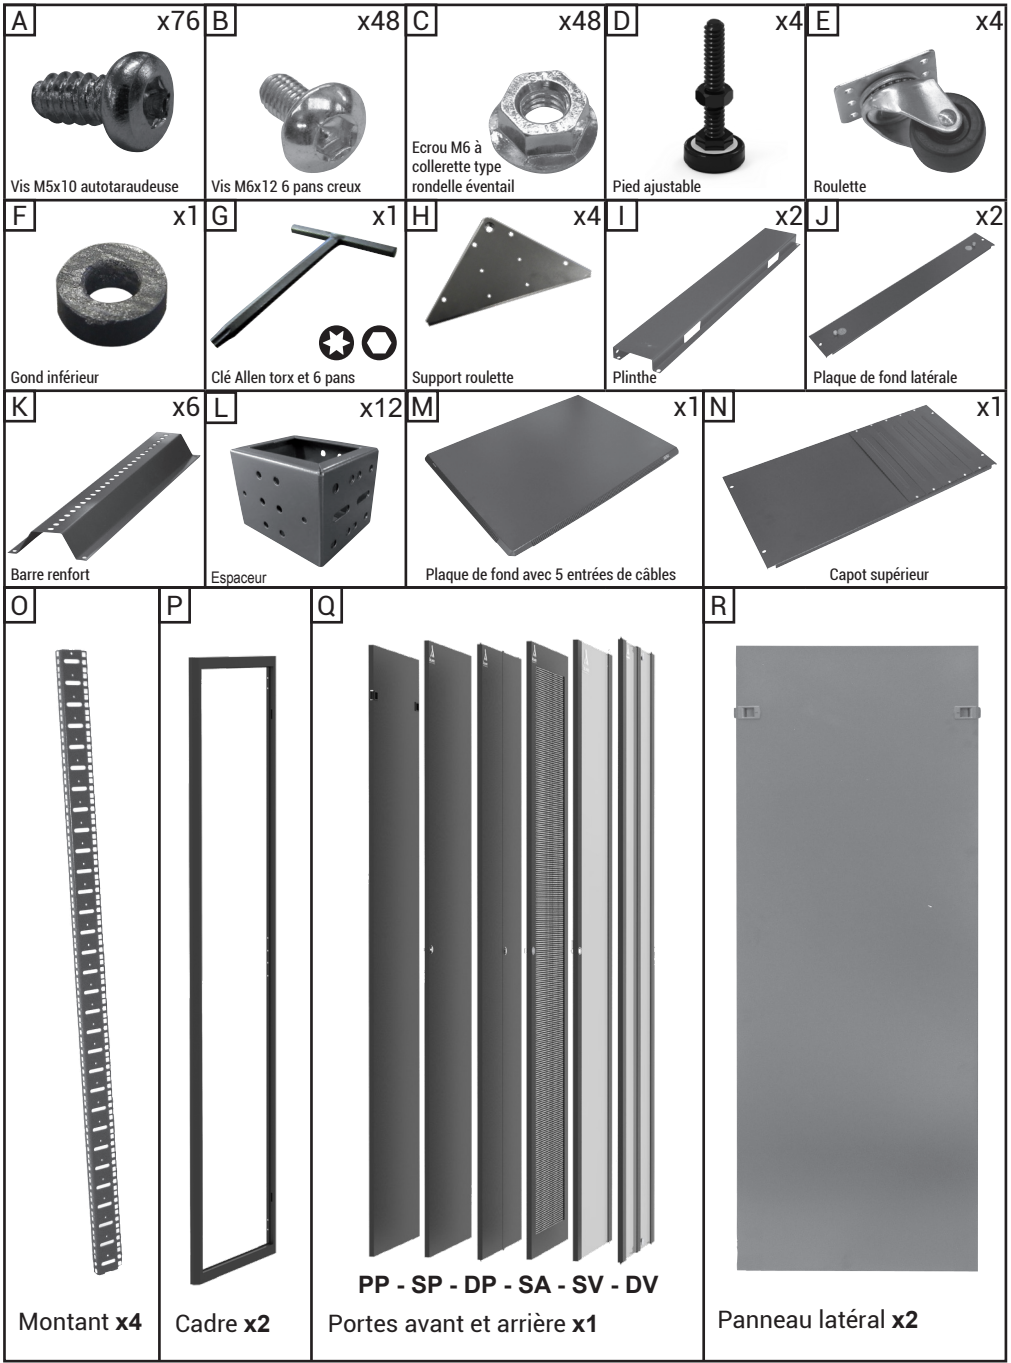 A x76
Vis M5x10 autotaraudeuse
B x48
Vis M6x12 6 pans creux
C x48
Ecrou M6 à
collerette type
rondelle éventail
D x4
Pied ajustable
E x4
Roulette
F x1
Gond inférieur
G x1
Clé Allen torx et 6 pans
H x4
Support roulette
I x2
Plinthe
J x2
Plaque de fond latérale
K x6
Barre renfort
L x12
Espaceur
M x1
Plaque de fond avec 5 entrées de câbles
N x1
Capot supérieur
O
Montant x4
P
Cadre x2
Q
PP - SP - DP - SA - SV - DV
Portes avant et arrière x1
R
Panneau latéral x2